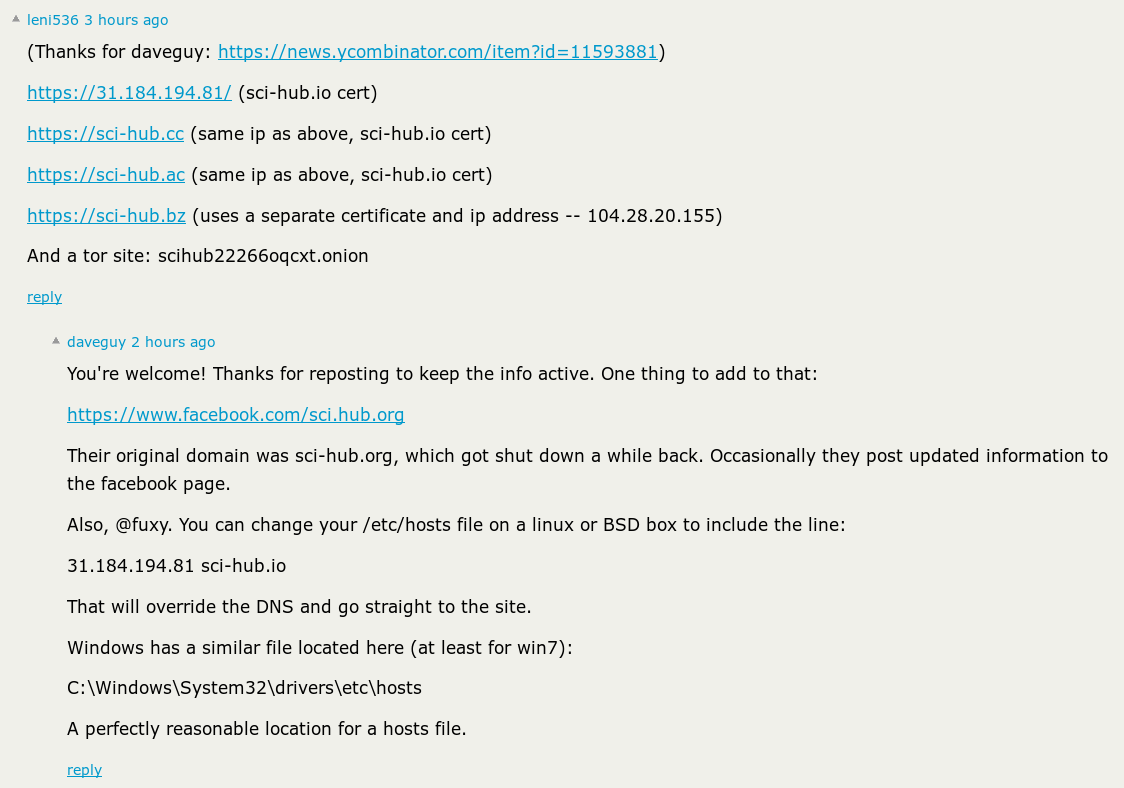 leni536 3 hours ago
(Thanks for daveguy: https://news.ycombinator.com/item?id=11593881)
https://31.184.194.81/ (sci-hub.io cert)
https://sci-hub.cc (same ip as above, sci-hub.io cert)
https://sci-hub.ac (same ip as above, sci-hub.io cert)
https://sci-hub.bz (uses a separate certificate and ip address -- 104.28.20.155)
And a tor site: scihub22266oqcxt.onion
reply
daveguy 2 hours ago
You're welcome! Thanks for reposting to keep the info active. One thing to add to that:
https://www.facebook.com/sci.hub.org
Their original domain was sci-hub.org, which got shut down a while back. Occasionally they post updated information to
the facebook page.
Also, @fuxy. You can change your /etc/hosts file on a linux or BSD box to include the line:
31.184.194.81 sci-hub.io
That will override the DNS and go straight to the site.
Windows has a similar file located here (at least for win7):
C:\Windows\System32\drivers\etc\hosts
A perfectly reasonable location for a hosts file.
reply